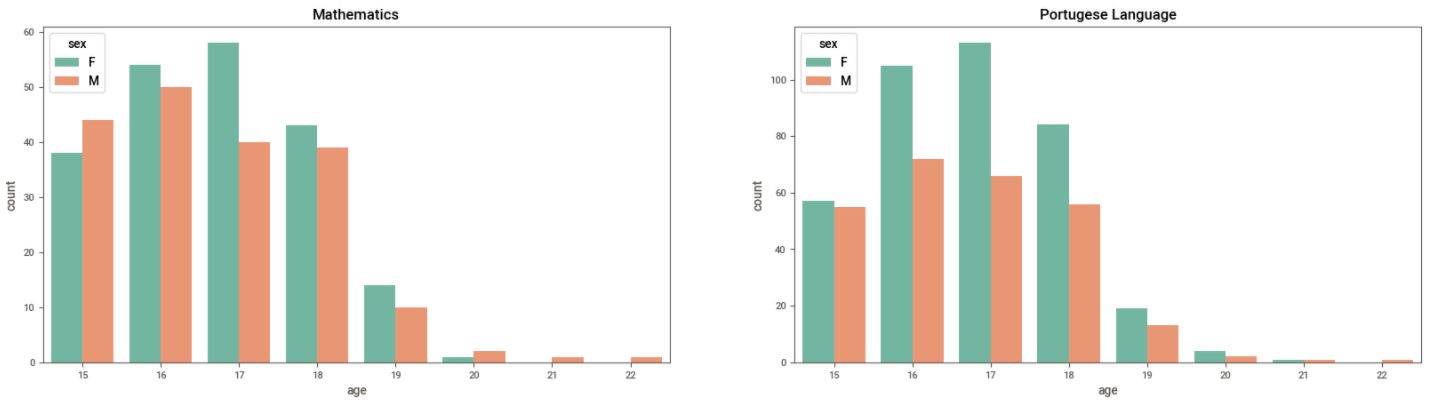 Mathematics
sex
F
M
60
50
40
30
20
10
0
count
15 16 17 18 19 20 21 22
age
Portugese Language
sex
F
M
100
80
60
40
20
0
count
15 16 17 18 19 20 21 22
age